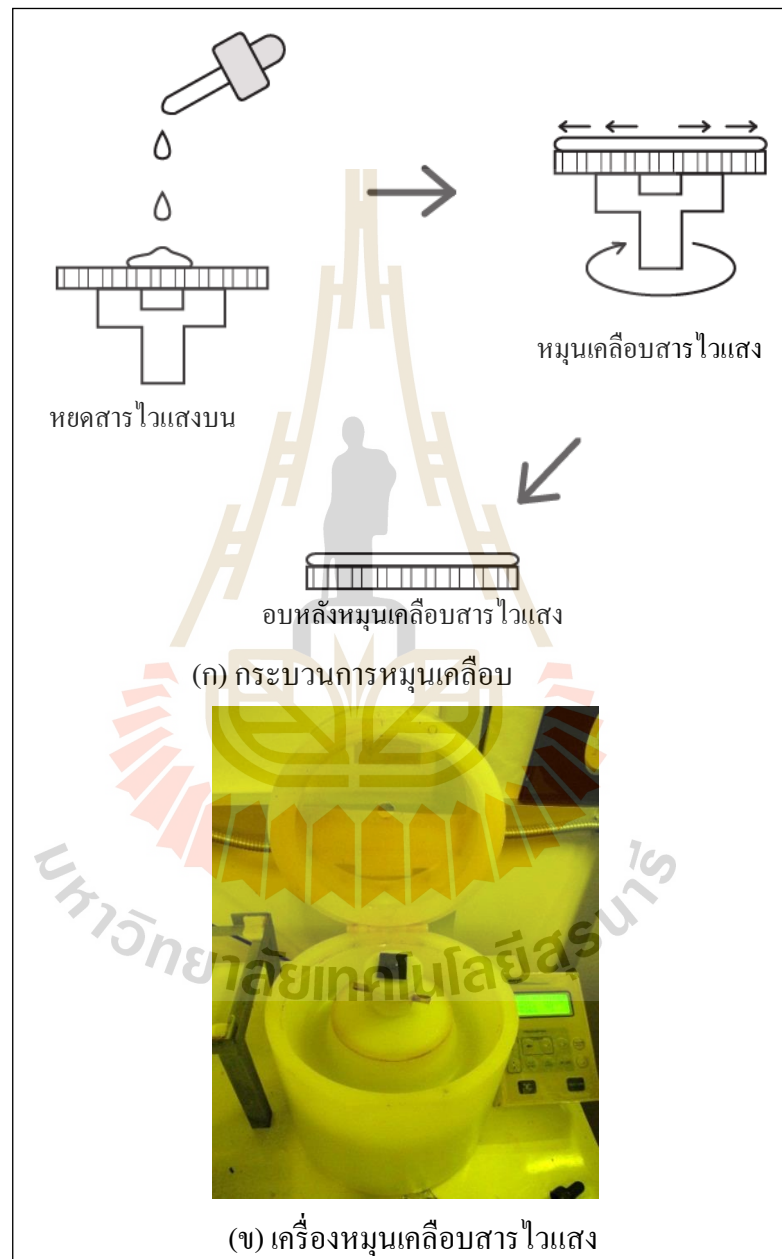 หมุนเคลือบสารไวแสง
หยดสารไวแสงบน
อบหลังหมุนเคลือบสารไวแสง
(ก) กระบวนการหมุนเคลือบ
มหาวิทยาลัยเทคโนโลยีสุรนารี
(ข) เครื่องหมุนเคลือบสารไวแสง